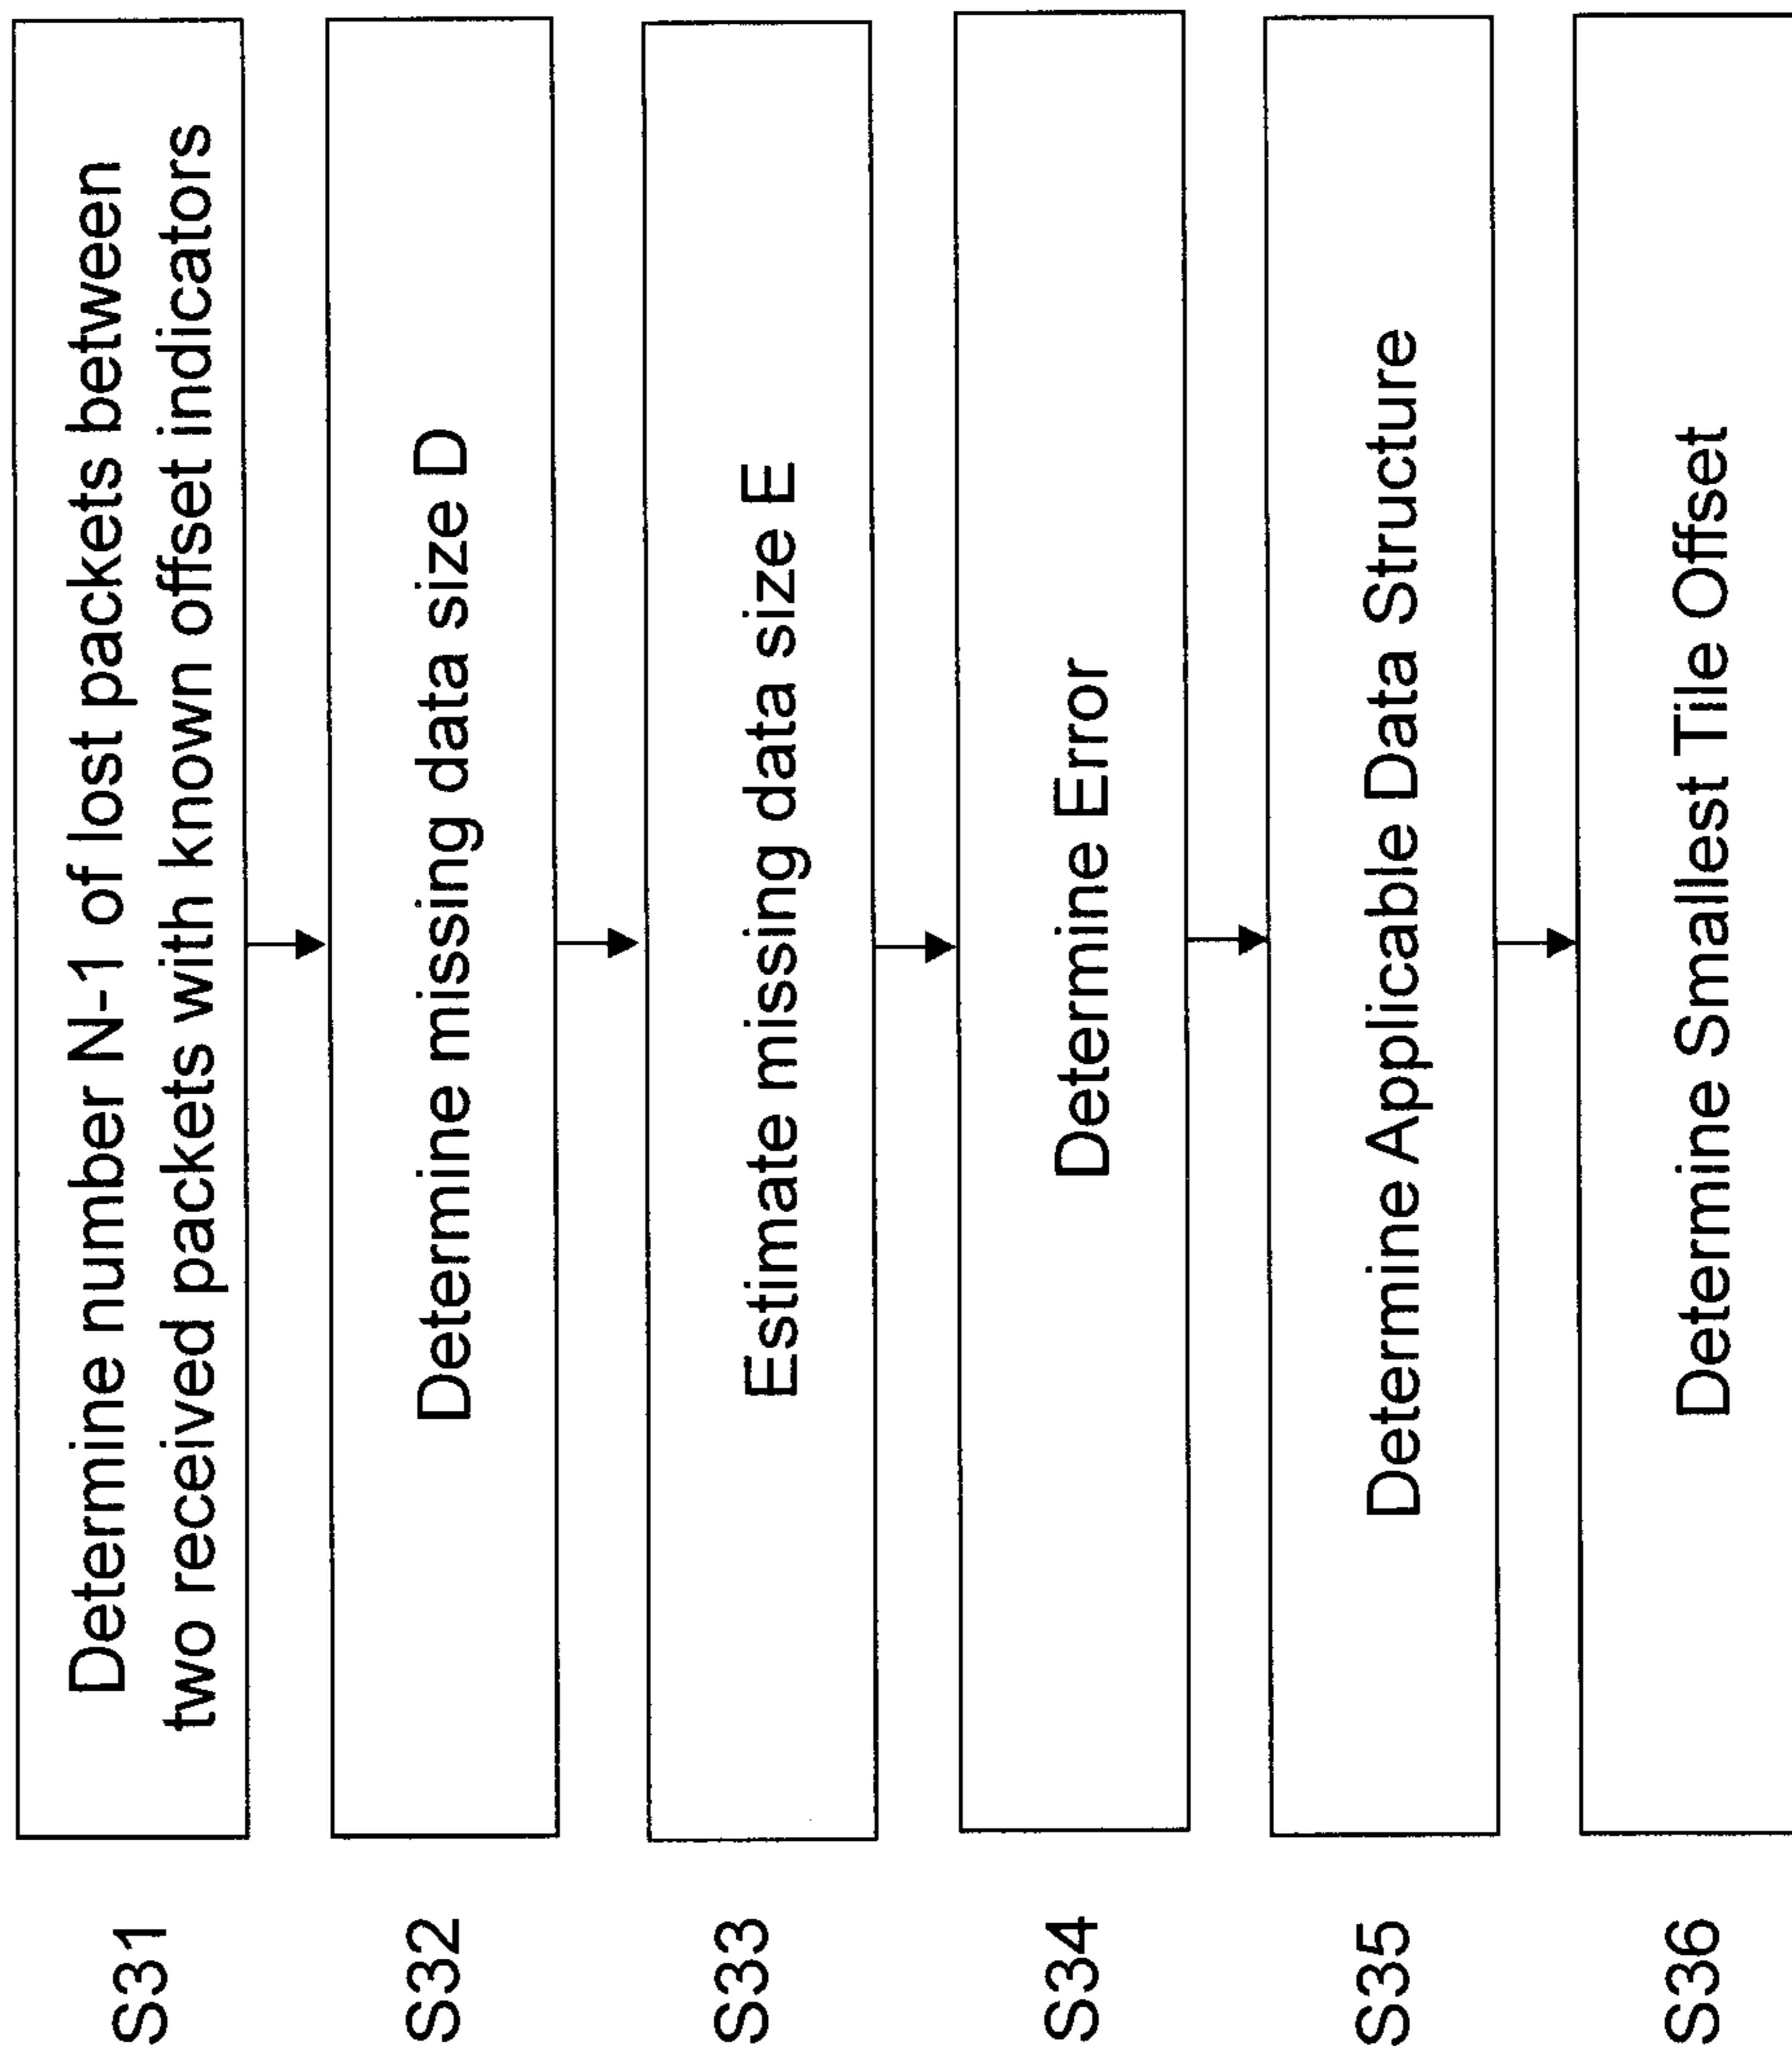 S31
Determine number N-1 of lost packets between
two received packets with known offset indicators
S32
Determine missing data size D
S33
Estimate missing data size E
S34
Determine Error
S35
Determine Applicable Data Structure
S36
Determine Smallest Tile Offset